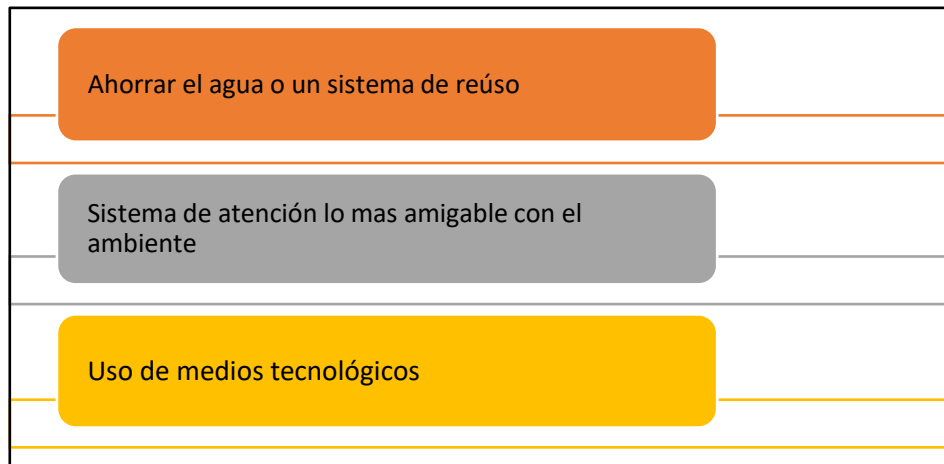 Ahorrar el agua o un sistema de reúso
Sistema de atención lo mas amigable con el
ambiente
Uso de medios tecnológicos